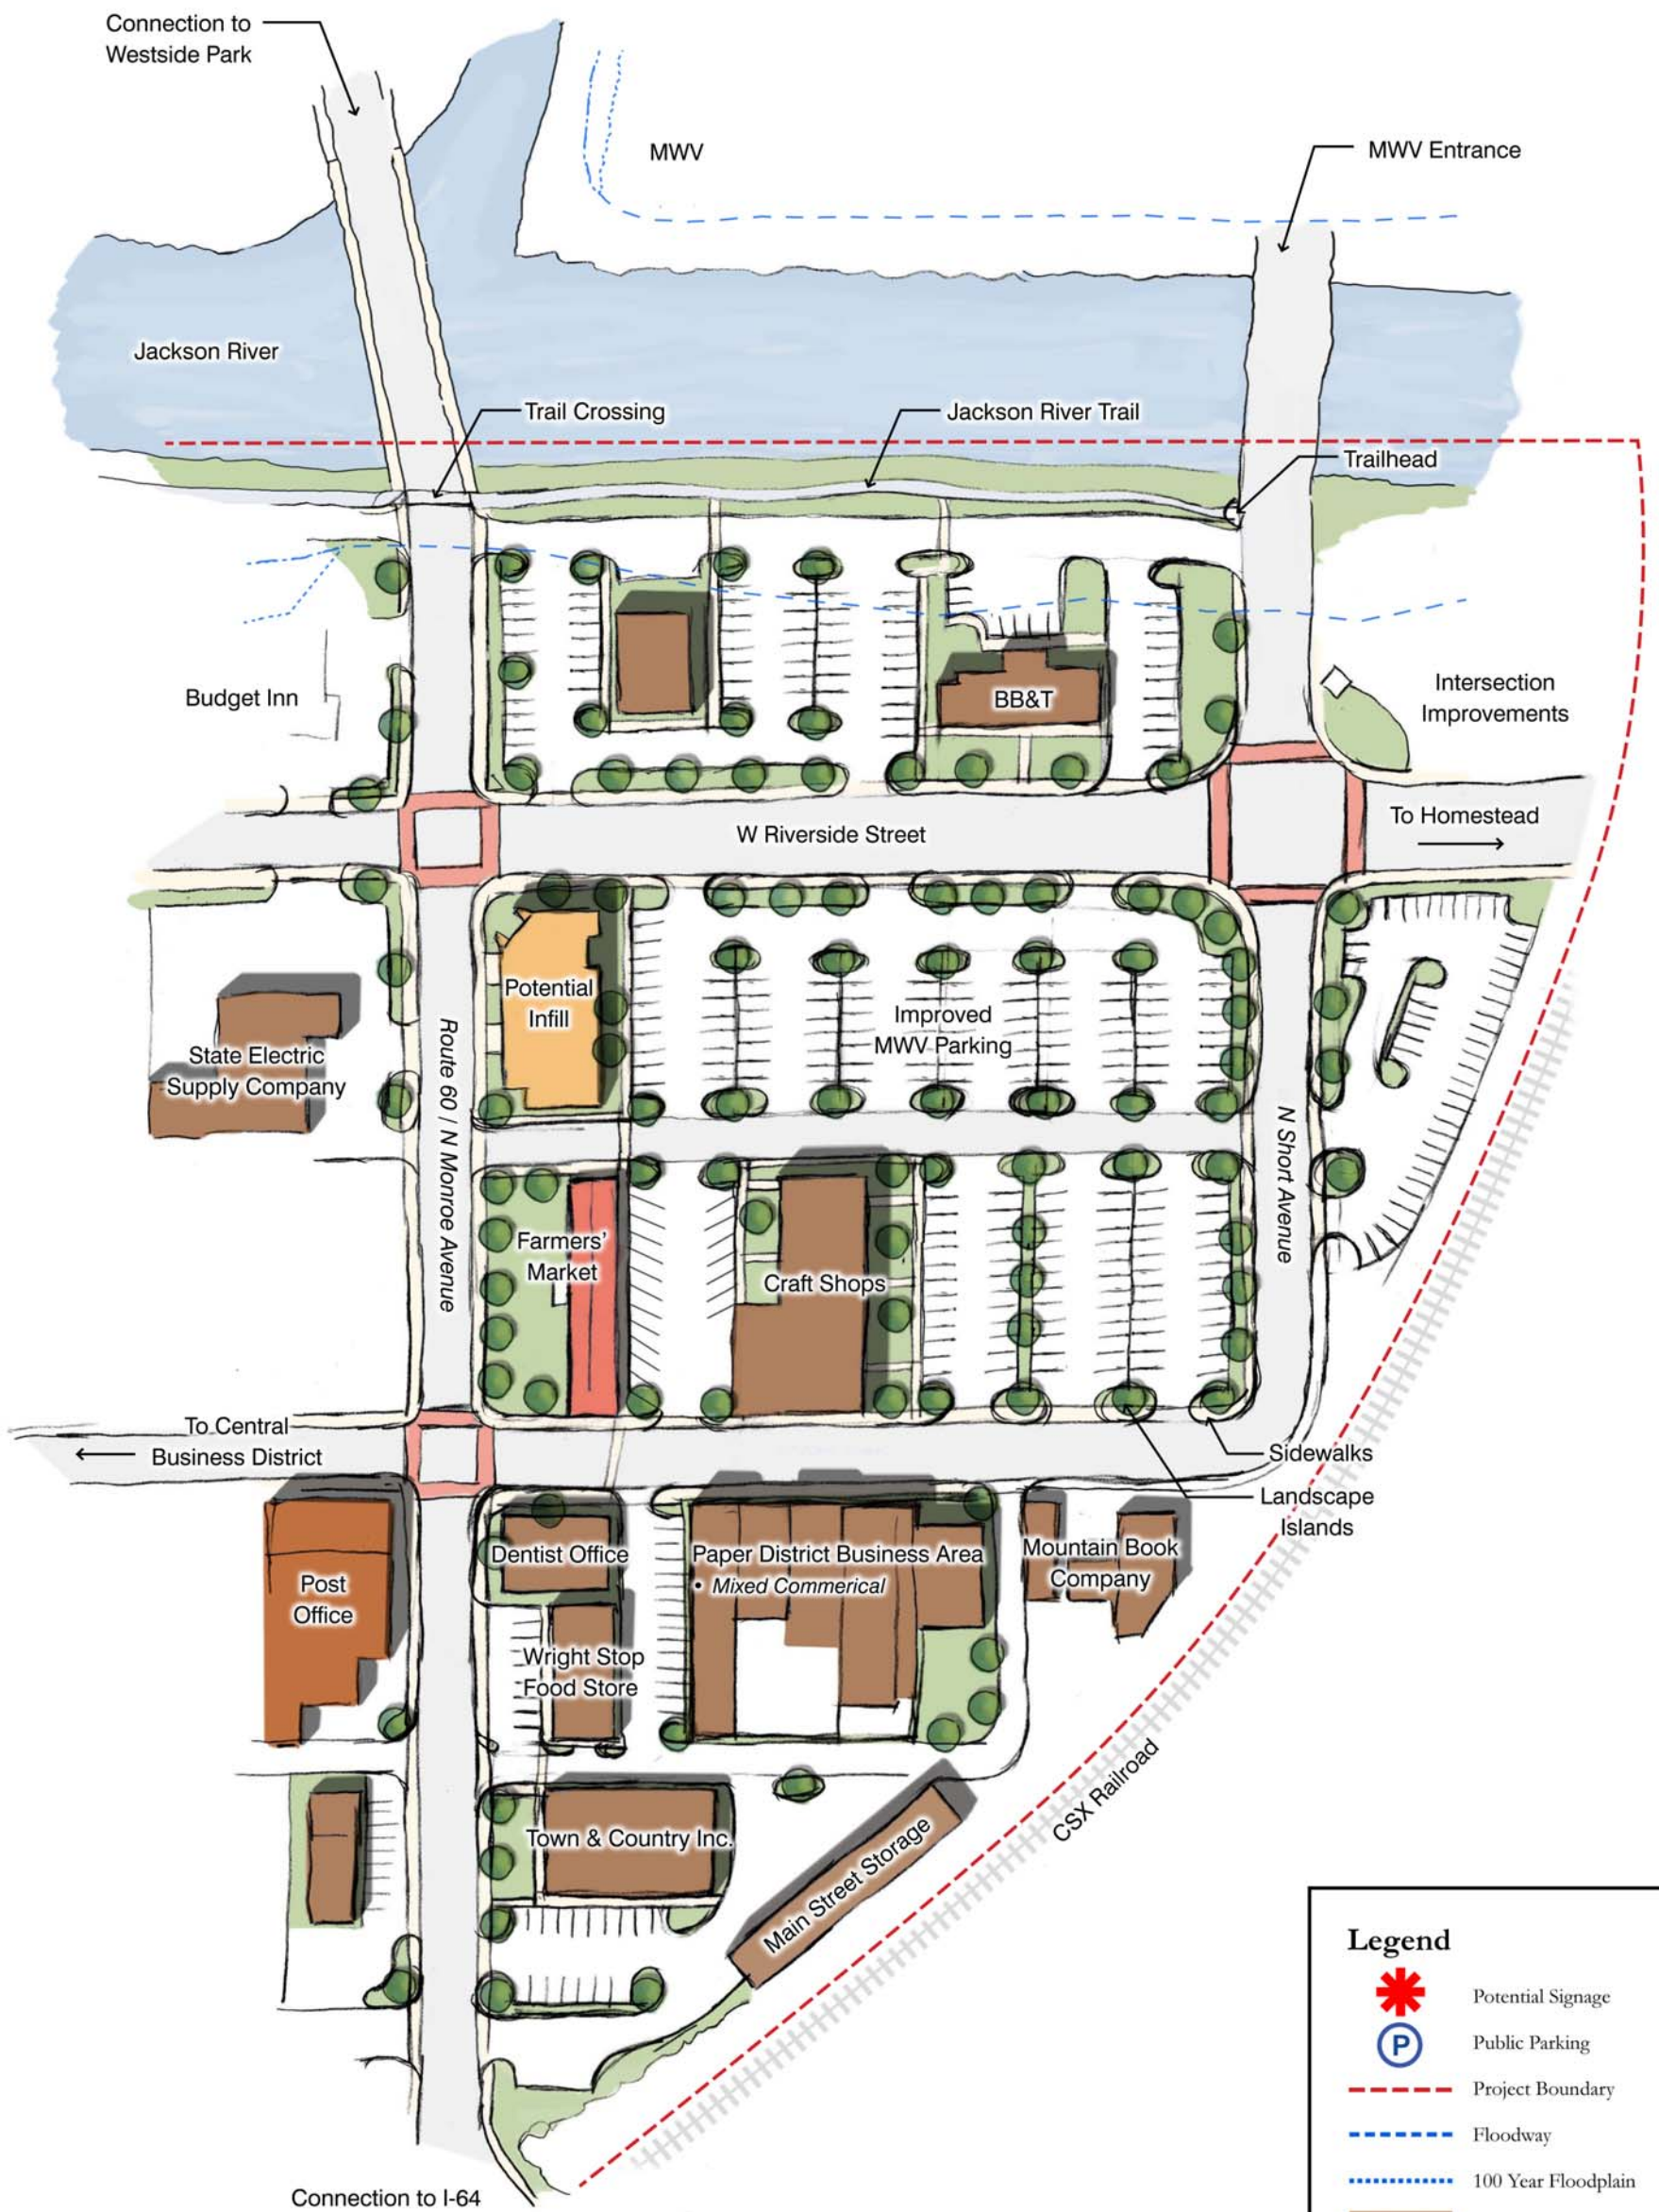 Connection to
Westside Park
MWV
MWV Entrance
Jackson River
Trail Crossing
Jackson River Trail
Trailhead
Budget Inn
BB&T
Intersection
Improvements
W Riverside Street
To Homestead
Potential
Infill
Improved
MWV Parking
State Electric
Supply Company
Route 60 / N Monroe Avenue
N Short Avenue
Farmers'
Market
Craft Shops
To Central
Business District
Sidewalks
Landscape
Islands
Post
Office
Dentist Office
Paper District Business Area
• Mixed Commerical
Mountain Book
Company
Wright Stop
Food Store
Town & Country Inc.
Main Street Storage
CSX Railroad
Connection to I-64
Legend
Potential Signage
P
Public Parking
Project Boundary
Floodway
100 Year Floodplain